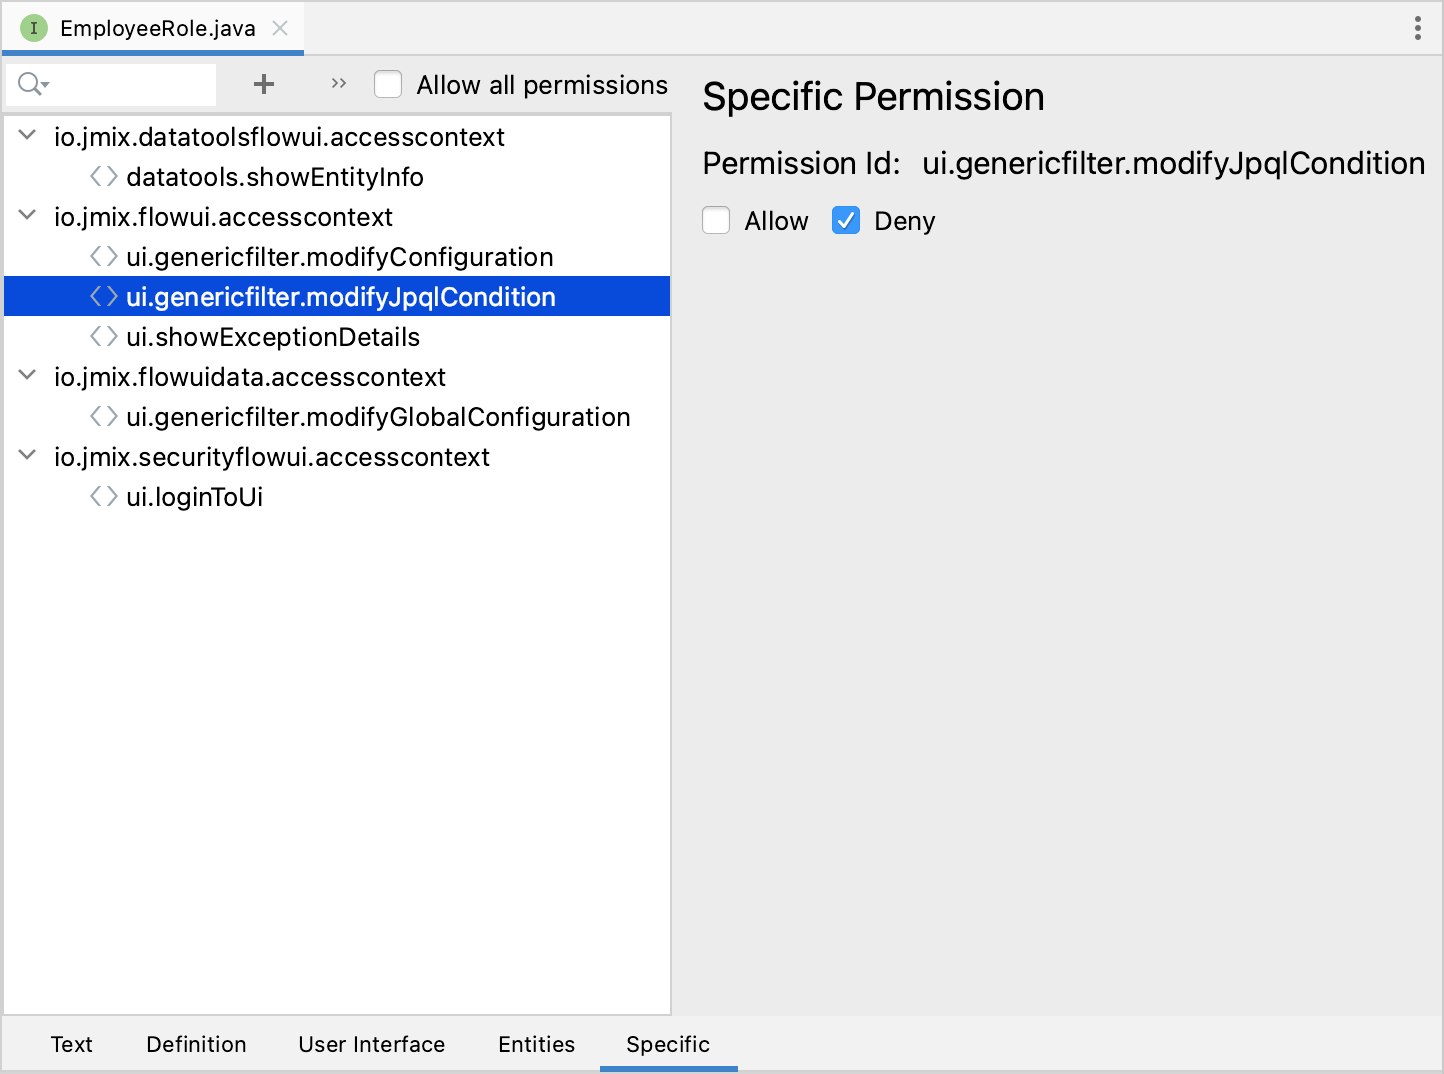 I EmployeeRole.java
Allow all permissions
io.jmix.datatoolsflowui.accesscontext
datatools.showEntityInfo
io.jmix.flowui.accesscontext
ui.genericfilter.modifyConfiguration
ui.genericfilter.modifyJpqlCondition
ui.showExceptionDetails
io.jmix.flowuidata.accesscontext
ui.genericfilter.modifyGlobalConfiguration
io.jmix.securityflowui.accesscontext
ui.loginToUi
Specific Permission
Permission Id: ui.genericfilter.modifyJpqlCondition
Allow Deny
Text Definition User Interface Entities Specific